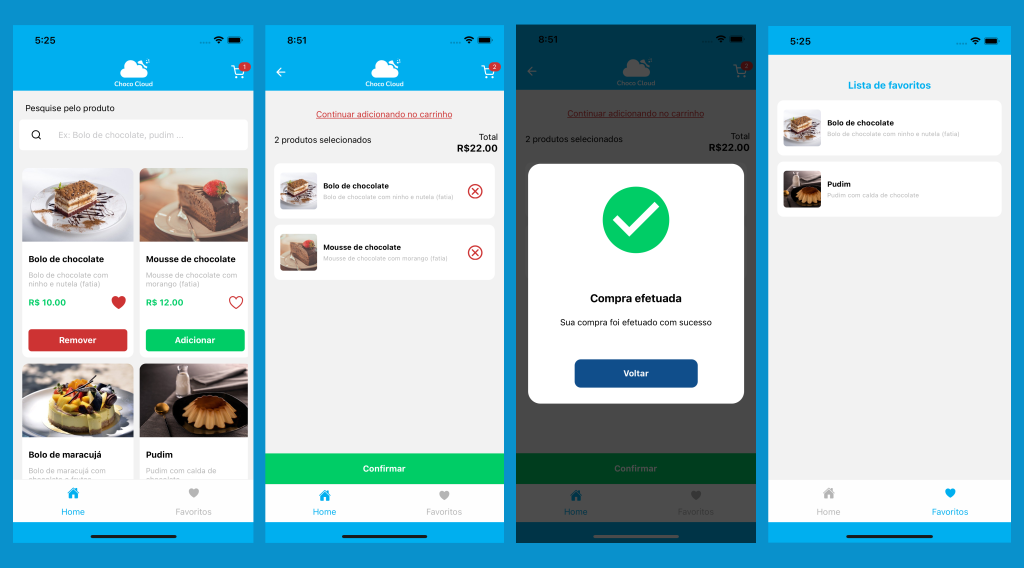 5:25
Choco Cloud
1
Pesquise pelo produto
Ex: Bolo de chocolate, pudim ...
Bolo de chocolate
Bolo de chocolate com
ninho e nutela (fatia)
R$ 10.00
Remover
Mousse de chocolate
Mousse de chocolate com
morango (fatia)
R$ 12.00
Adicionar
Bolo de maracujá
Bolo de maracujá com
chocolate e frutas
Pudim
Pudim com calda de
chocolate
Home
Favoritos
8:51
Choco Cloud
2
Continuar adicionando no carrinho
2 produtos selecionados
Total
R$22.00
Bolo de chocolate
Bolo de chocolate com ninho e nutela (fatia)
Mousse de chocolate
Mousse de chocolate com morango (fatia)
Confirmar
Home
Favoritos
8:51
Choco Cloud
2
Continuar adicionando no carrinho
2 produtos selecionados
Total
R$22.00
Compra efetuada
Sua compra foi efetuado com sucesso
Voltar
Confirmar
Home
Favoritos
5:25
Lista de favoritos
Bolo de chocolate
Bolo de chocolate com ninho e nutela (fatia)
Pudim
Pudim com calda de chocolate
Home
Favoritos